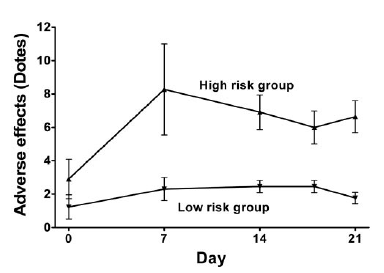 12
10
8
6
4
2
0
Adverse effects (Dotes)
High risk group
Low risk group
0 7 14 21
Day